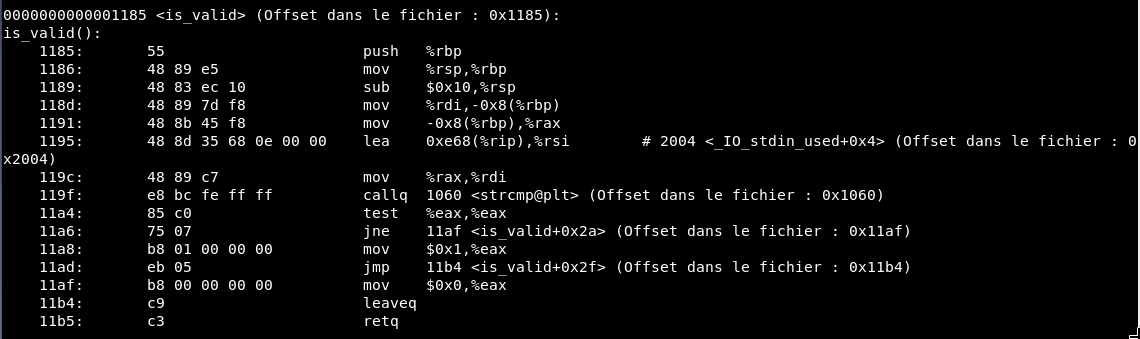 0000000000001185 <is_valid> (Offset dans le fichier : 0x1185):
is_valid():
    1185:	55                   	push   %rbp
    1186:	48 89 e5             	mov    %rsp,%rbp
    1189:	48 83 ec 10          	sub    $0x10,%rsp
    118d:	48 89 7d f8          	mov    %rdi,-0x8(%rbp)
    1191:	48 8b 45 f8          	mov    -0x8(%rbp),%rax
    1195:	48 8d 35 68 0e 00 00 	lea    0xe68(%rip),%rsi        # 2004 <_IO_stdin_used+0x4> (Offset dans le fichier : 0
x2004)
    119c:	48 89 c7             	mov    %rax,%rdi
    119f:	e8 bc fe ff ff       	callq  1060 <strcmp@plt> (Offset dans le fichier : 0x1060)
    11a4:	85 c0                	test   %eax,%eax
    11a6:	75 07                	jne    11af <is_valid+0x2a> (Offset dans le fichier : 0x11af)
    11a8:	b8 01 00 00 00       	mov    $0x1,%eax
    11ad:	eb 05                	jmp    11b4 <is_valid+0x2f> (Offset dans le fichier : 0x11b4)
    11af:	b8 00 00 00 00       	mov    $0x0,%eax
    11b4:	c9                   	leaveq
    11b5:	c3                   	retq